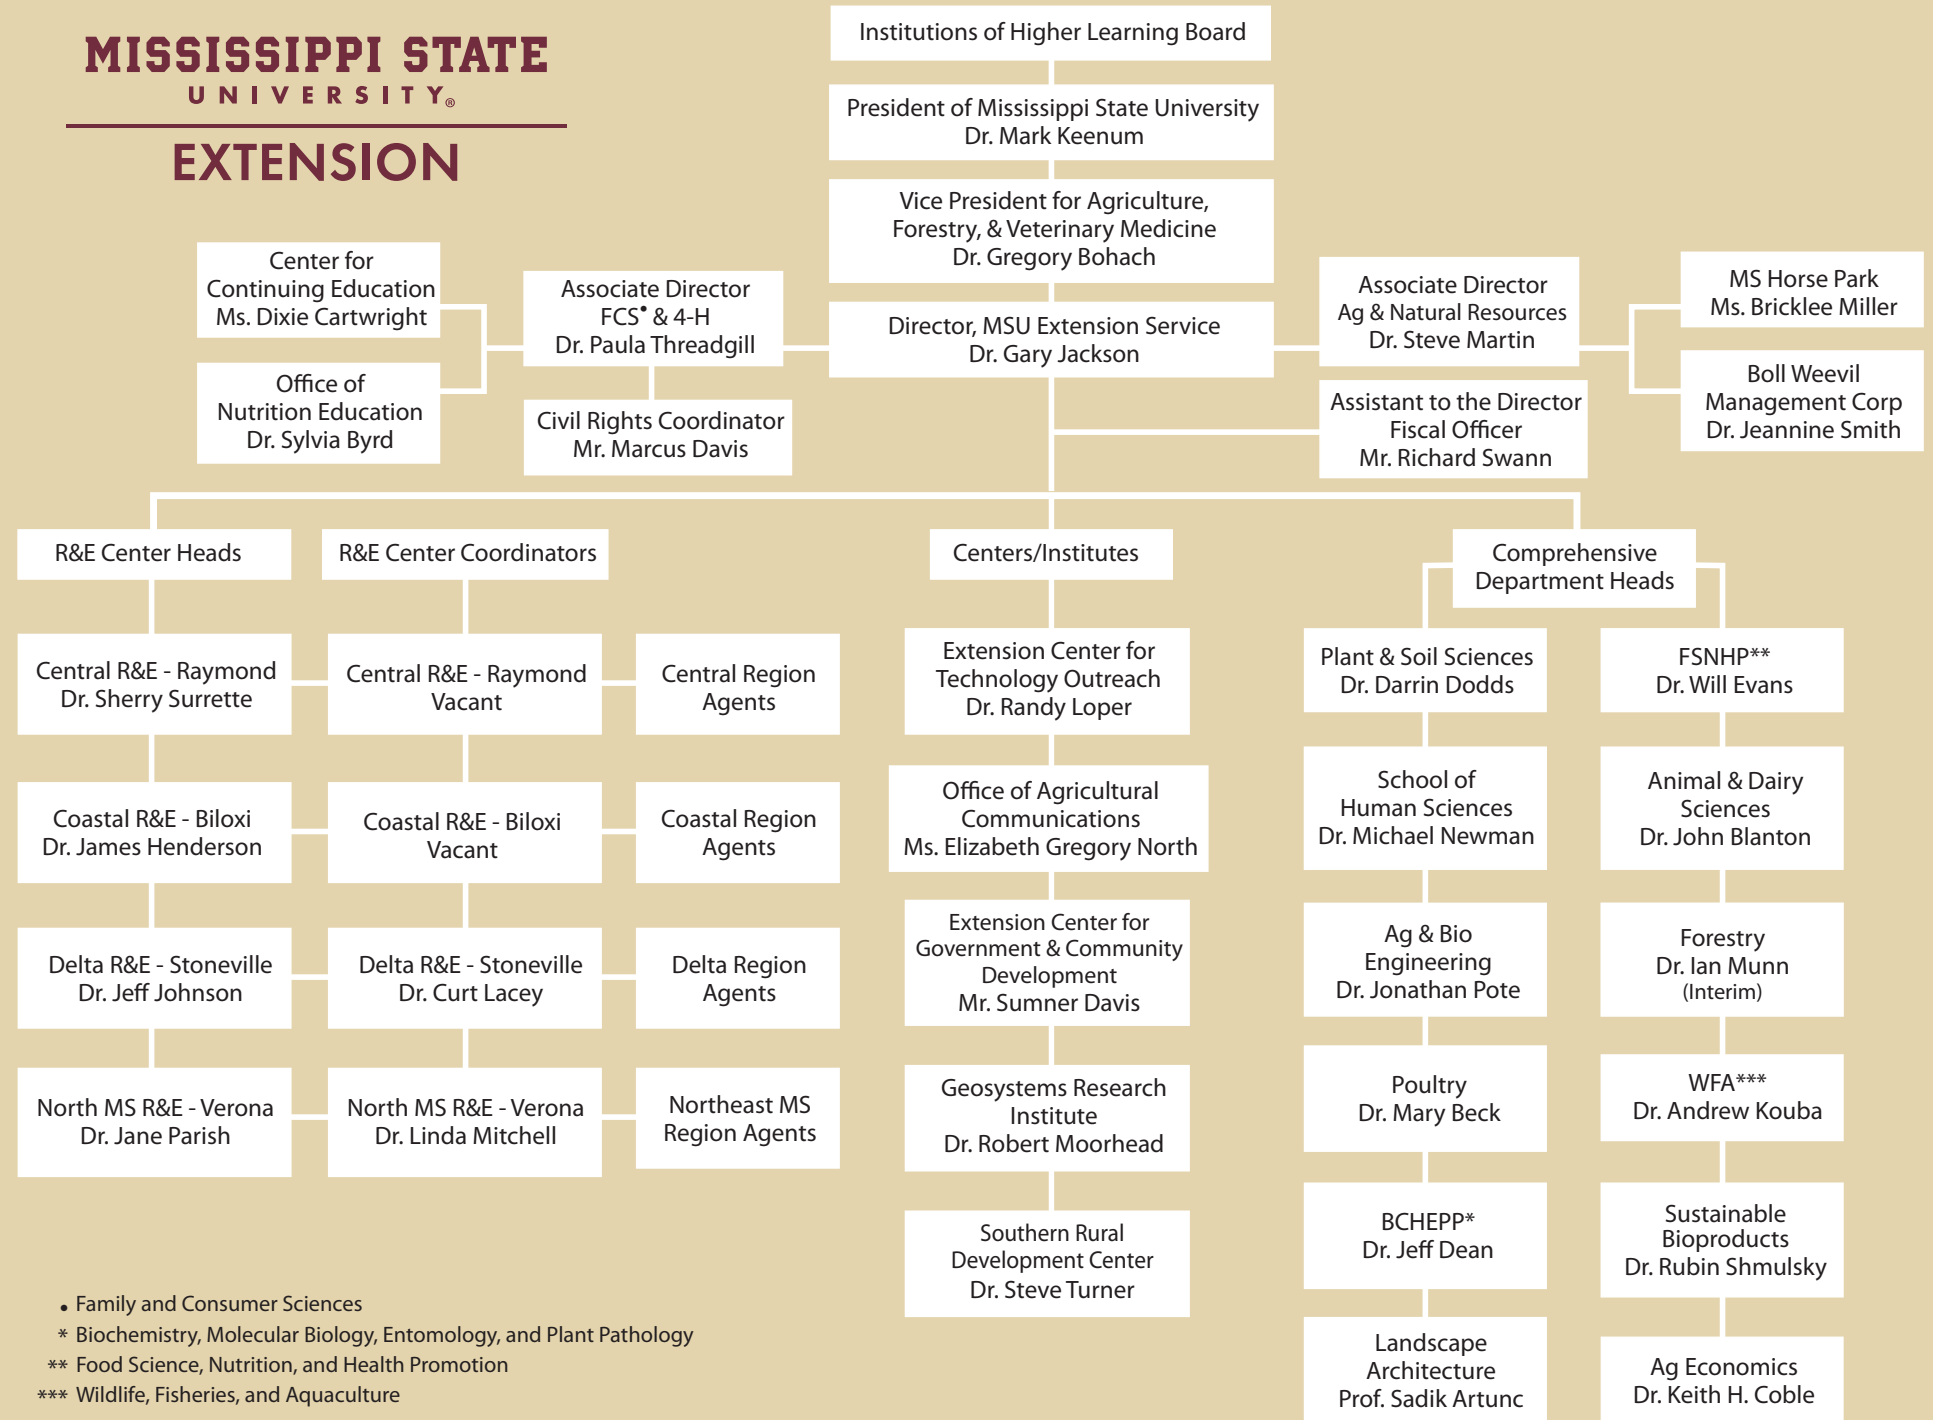 MISSISSIPPI STATE
UNIVERSITY®
EXTENSION
Institutions of Higher Learning Board
President of Mississippi State University
Dr. Mark Keenum
Vice President for Agriculture,
Forestry, & Veterinary Medicine
Dr. Gregory Bohach
Director, MSU Extension Service
Dr. Gary Jackson
Center for
Continuing Education
Ms. Dixie Cartwright
Office of
Nutrition Education
Dr. Sylvia Byrd
Associate Director
FCS• & 4-H
Dr. Paula Threadgill
Civil Rights Coordinator
Mr. Marcus Davis
Associate Director
Ag & Natural Resources
Dr. Steve Martin
Assistant to the Director
Fiscal Officer
Mr. Richard Swann
MS Horse Park
Ms. Bricklee Miller
Boll Weevil
Management Corp
Dr. Jeannine Smith
R&E Center Heads
Central R&E - Raymond
Dr. Sherry Surrette
Coastal R&E - Biloxi
Dr. James Henderson
Delta R&E - Stoneville
Dr. Jeff Johnson
North MS R&E - Verona
Dr. Jane Parish
R&E Center Coordinators
Central R&E - Raymond
Vacant
Coastal R&E - Biloxi
Vacant
Delta R&E - Stoneville
Dr. Curt Lacey
North MS R&E - Verona
Dr. Linda Mitchell
Central Region
Agents
Coastal Region
Agents
Delta Region
Agents
Northeast MS
Region Agents
Centers/Institutes
Extension Center for
Technology Outreach
Dr. Randy Loper
Office of Agricultural
Communications
Ms. Elizabeth Gregory North
Extension Center for
Government & Community
Development
Mr. Sumner Davis
Geosystems Research
Institute
Dr. Robert Moorhead
Southern Rural
Development Center
Dr. Steve Turner
Comprehensive
Department Heads
Plant & Soil Sciences
Dr. Darrin Dodds
School of
Human Sciences
Dr. Michael Newman
Ag & Bio
Engineering
Dr. Jonathan Pote
Poultry
Dr. Mary Beck
BCHEPP*
Dr. Jeff Dean
Landscape
Architecture
Prof. Sadik Artunc
FSNHP**
Dr. Will Evans
Animal & Dairy
Sciences
Dr. John Blanton
Forestry
Dr. Ian Munn
(Interim)
WFA***
Dr. Andrew Kouba
Sustainable
Bioproducts
Dr. Rubin Shmulsky
Ag Economics
Dr. Keith H. Coble
• Family and Consumer Sciences
* Biochemistry, Molecular Biology, Entomology, and Plant Pathology
** Food Science, Nutrition, and Health Promotion
*** Wildlife, Fisheries, and Aquaculture